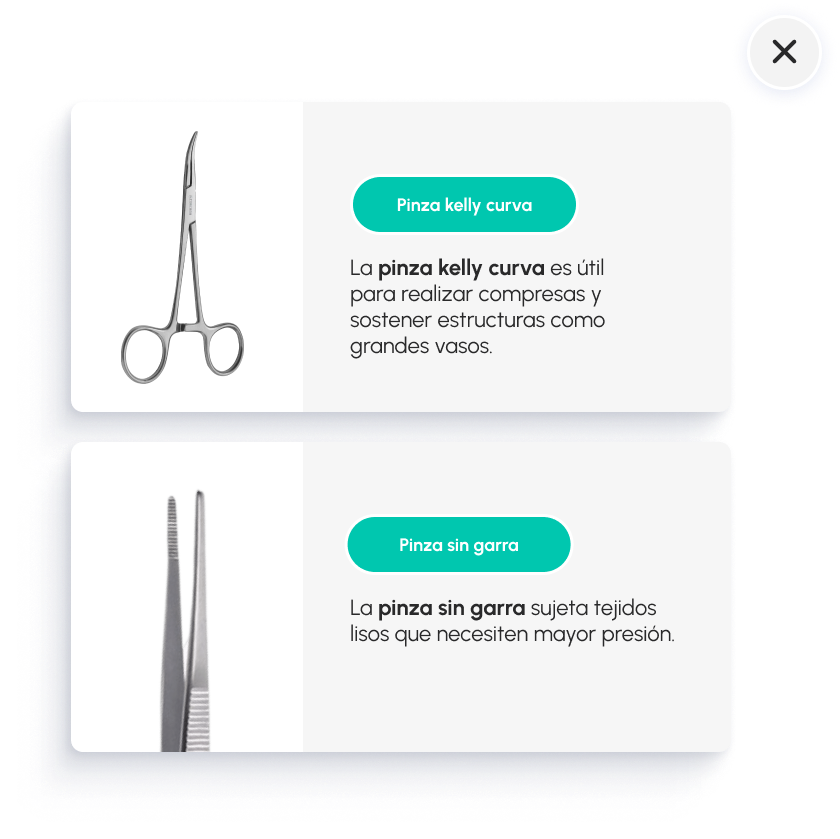 Pinza kelly curva
La pinza kelly curva es útil
para realizar compresas y
sostener estructuras como
grandes vasos.
Pinza sin garra
La pinza sin garra sujeta tejidos
lisos que necesiten mayor presión.